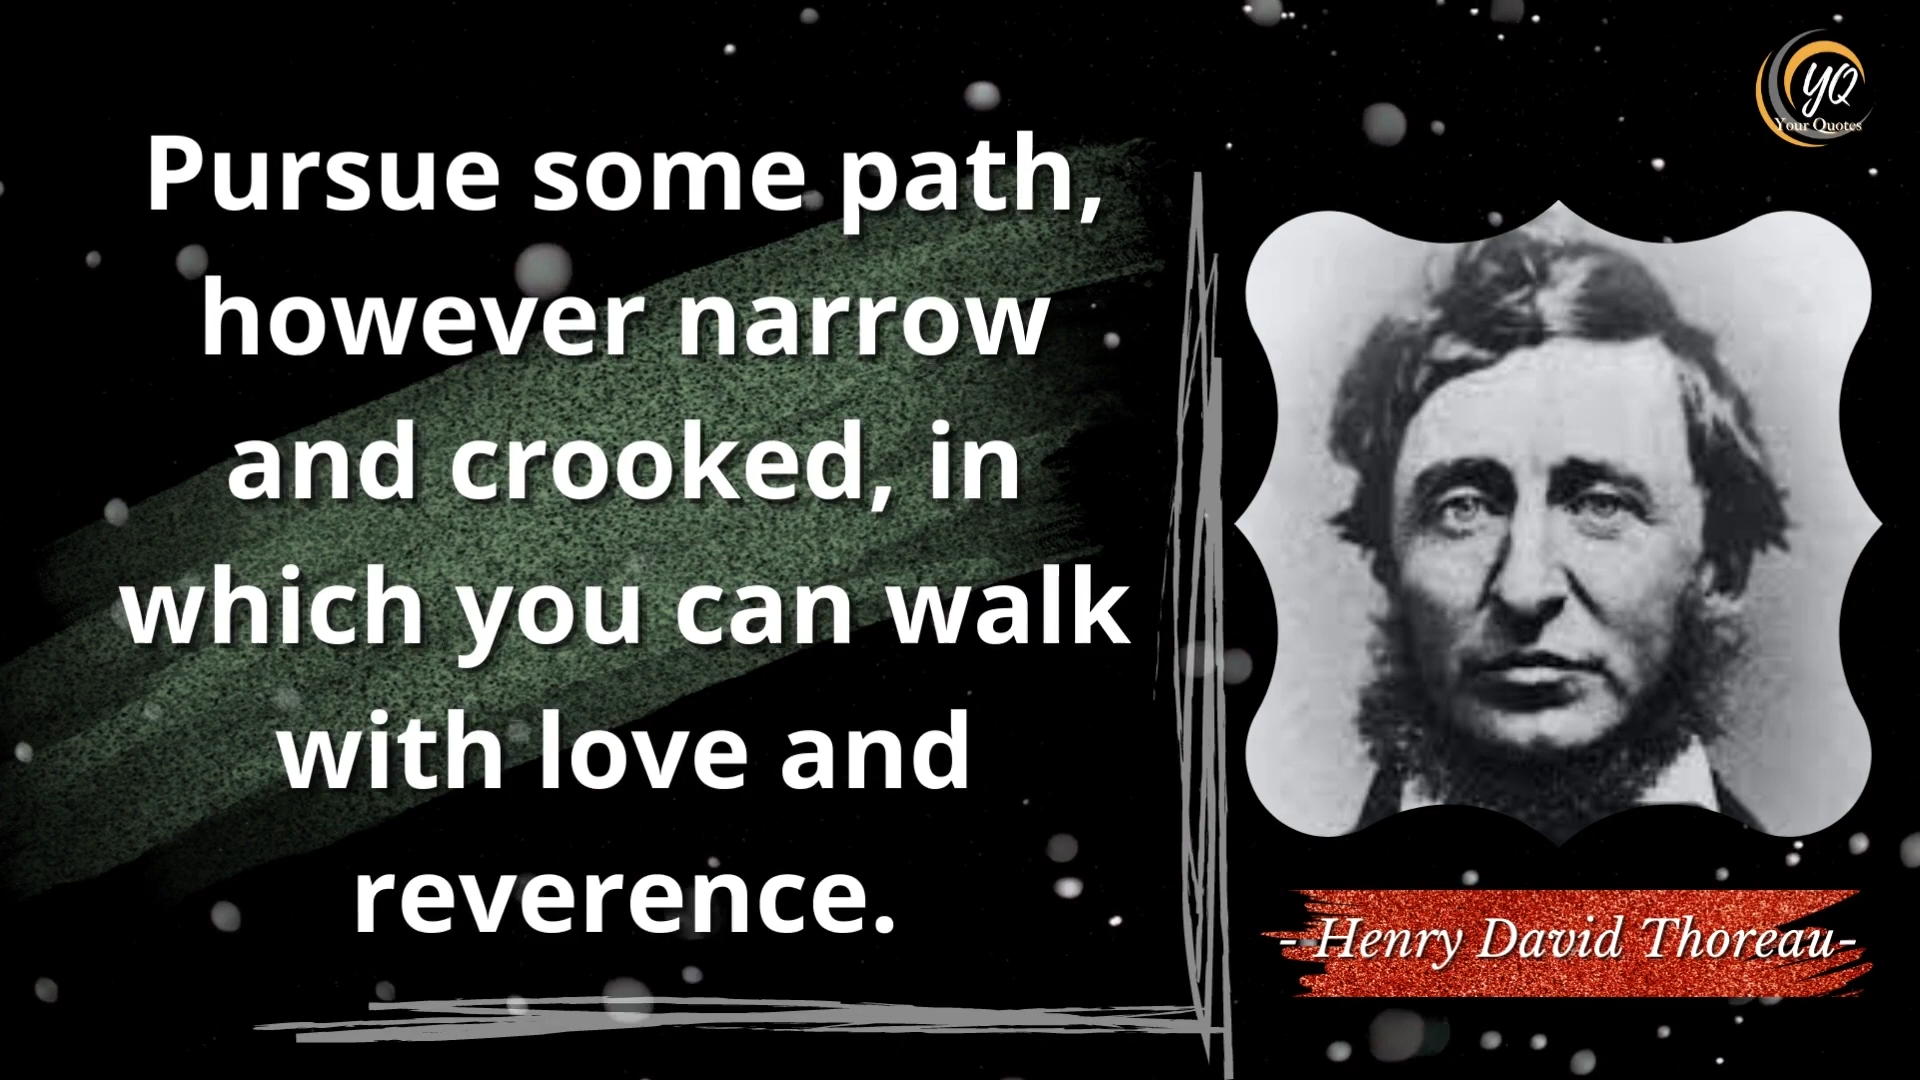 Pursue some path,
however narrow
and crooked, in
which you can walk
with love and
reverence.
YQ
Your Quotes
- Henry David Thoreau-